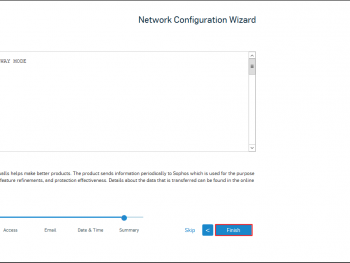 Network Configuration Wizard
WAY MODE
helps make better products. The product sends information periodically to Sophos which is used for the purpose
feature refinements, and protection effectiveness. Details about the data that is transferred can be found in the online
Access Email Date & Time Summary Skip < Finish